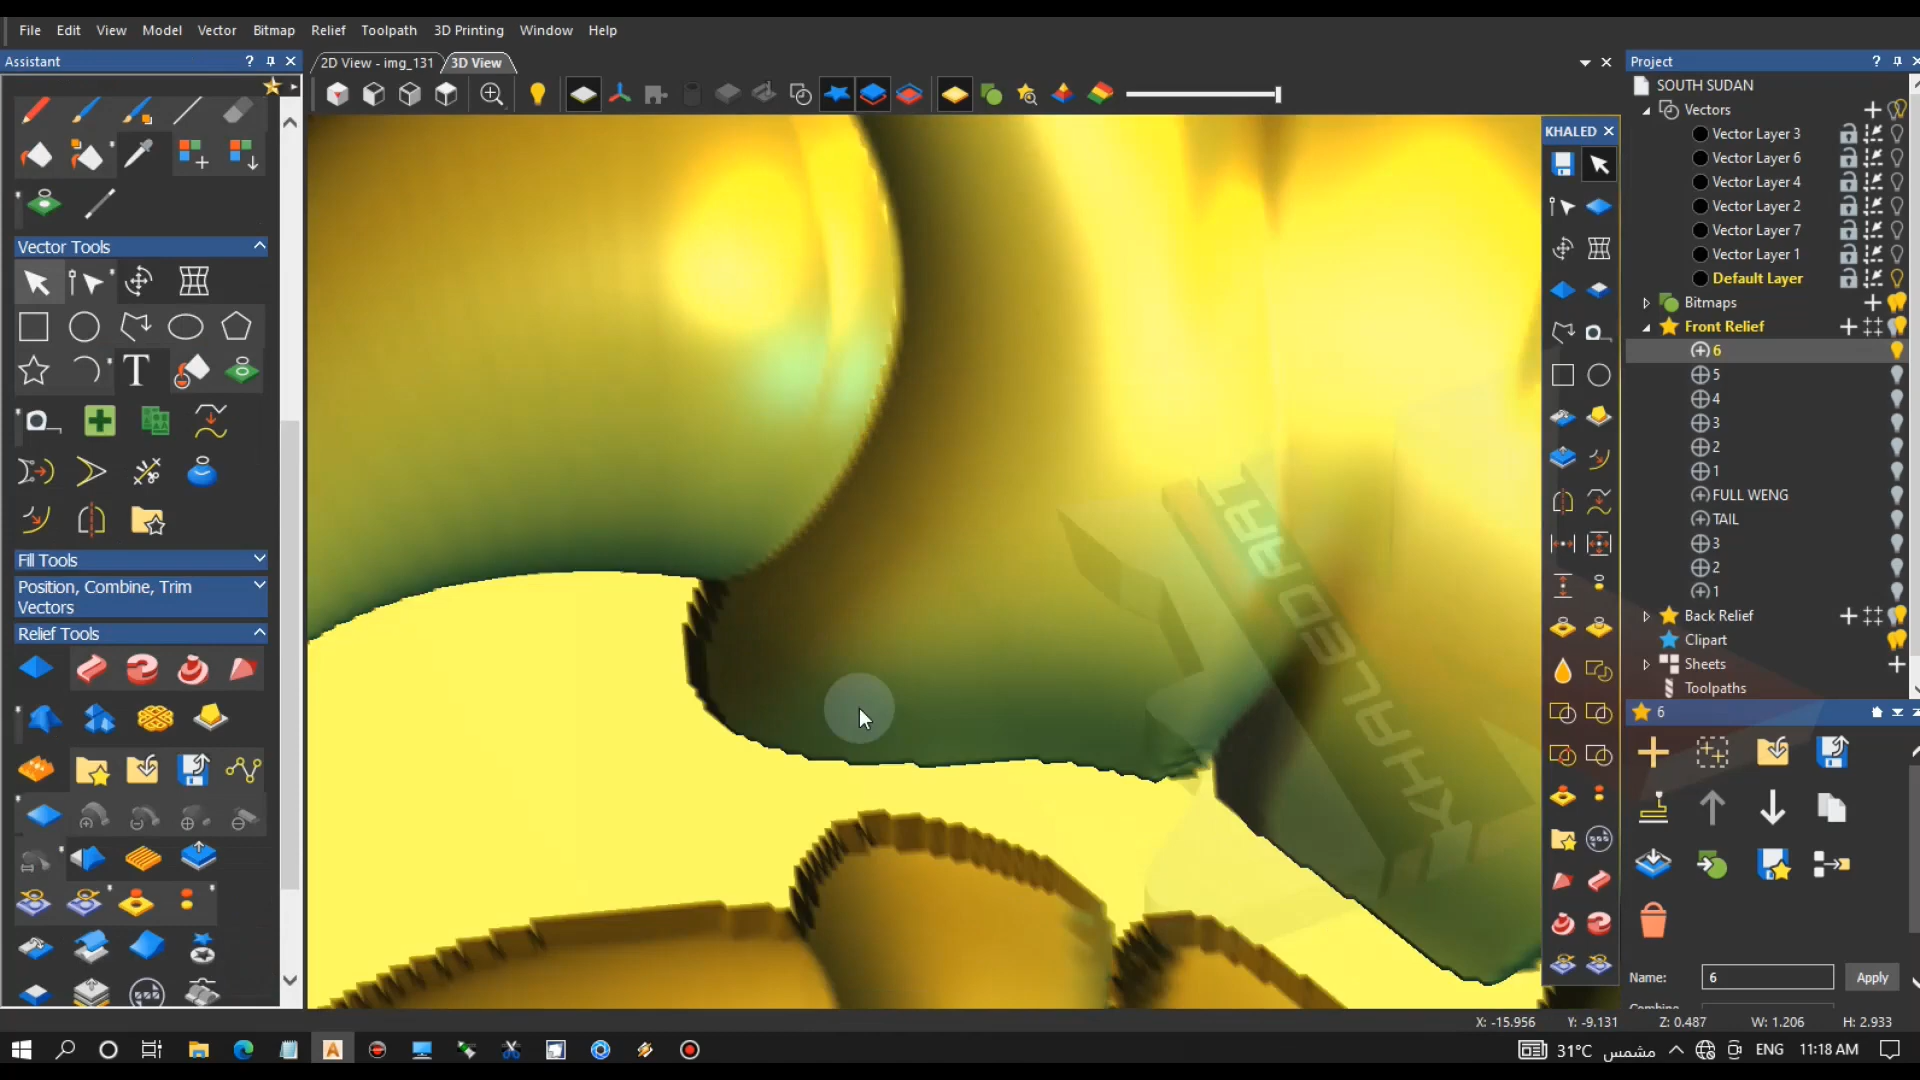 File Edit View Model Vector Bitmap Relief Toolpath 3D Printing Window Help
Assistant ?
2D View - img_131 3D View
Project ?
SOUTH SUDAN
Vectors
Vector Layer 3
Vector Layer 6
Vector Layer 4
Vector Layer 2
Vector Layer 7
Vector Layer 1
Default Layer
Bitmaps
Front Relief
6
5
4
3
2
1
FULL WENG
TAIL
3
2
1
Back Relief
Clipart
Sheets
Toolpaths
KHALED
Vector Tools
Fill Tools
Position, Combine, Trim
Vectors
Relief Tools
KHALEDART
6
Name: 6 Apply
X: -15.956 Y: -9.131 Z: 0.487 W: 1.206 H: 2.933
31°C مشمس ENG 11:18 AM